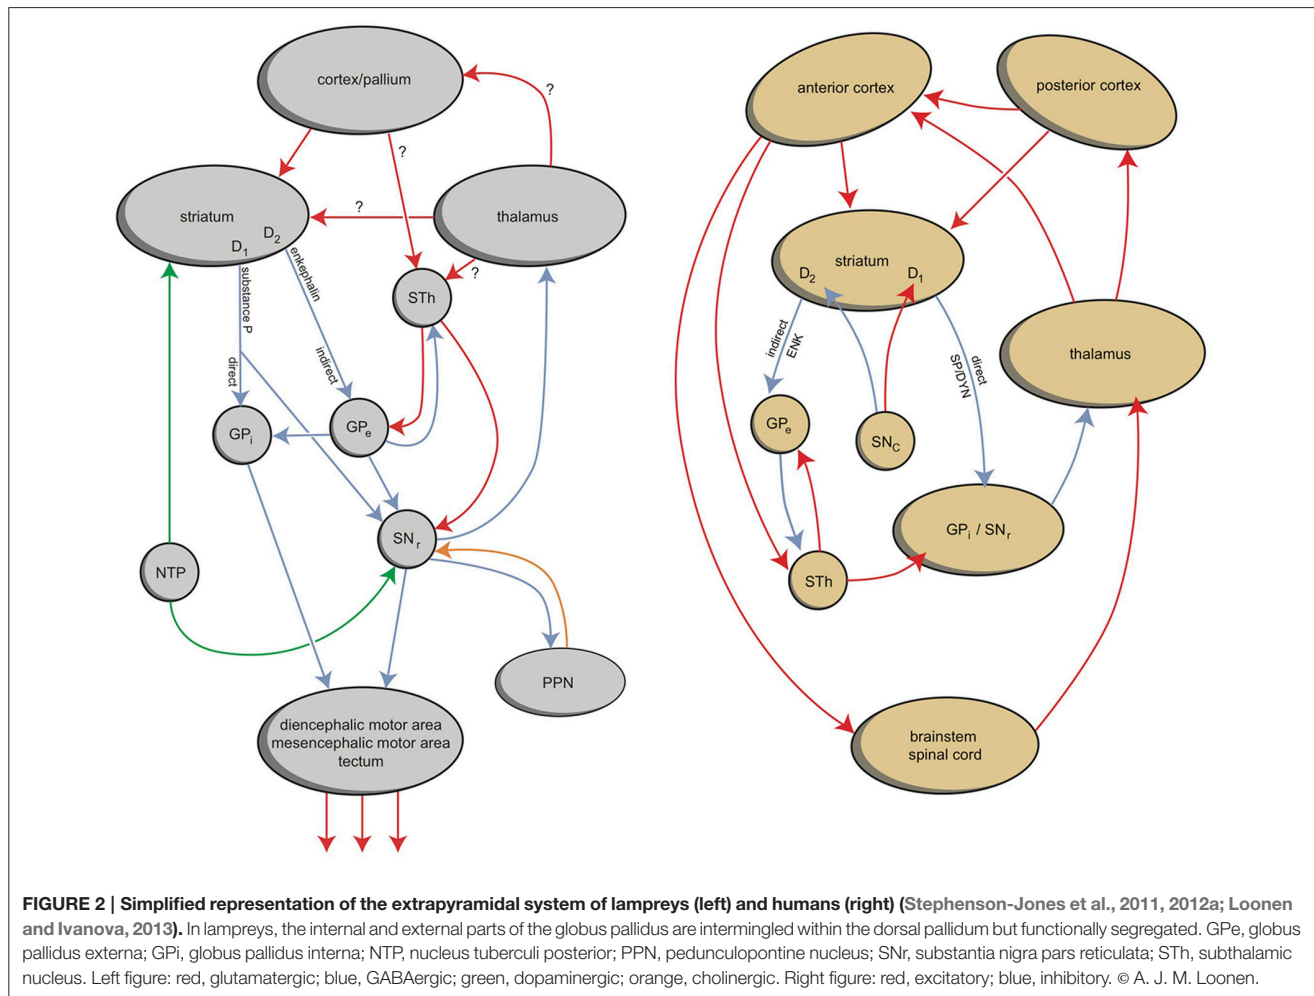 cortex/pallium
?
?
striatum
D1
D2
?
thalamus
?
substance P
enkephalin
direct
indirect
STh
GPi
GPe
SNr
NTP
PPN
diencephalic motor area
mesencephalic motor area
tectum
anterior cortex
posterior cortex
striatum
D2
D1
indirect
ENK
direct
SP/DYN
thalamus
GPe
SNC
GPi / SNr
STh
brainstem
spinal cord
FIGURE 2 | Simplified representation of the extrapyramidal system of lampreys (left) and humans (right) (Stephenson-Jones et al., 2011, 2012a; Loonen
and Ivanova, 2013). In lampreys, the internal and external parts of the globus pallidus are intermingled within the dorsal pallidum but functionally segregated. GPe, globus
pallidus externa; GPi, globus pallidus interna; NTP, nucleus tuberculi posterior; PPN, pedunculopontine nucleus; SNr, substantia nigra pars reticulata; STh, subthalamic
nucleus. Left figure: red, glutamatergic; blue, GABAergic; green, dopaminergic; orange, cholinergic. Right figure: red, excitatory; blue, inhibitory. © A. J. M. Loonen.